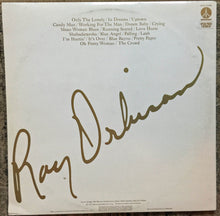 Only The Lonely / In Dreams / Uptown
Candy Man / Working For The Man / Dream Baby / Crying
Mean Woman Blues / Running Scared / Love Hurts
Shahadararoba / Blue Angel / Falling / Leah
I'm Hurtin' / It's Over / Blue Bayou / Pretty Paper
Oh Pretty Woman / The Crowd
Roy Orbison